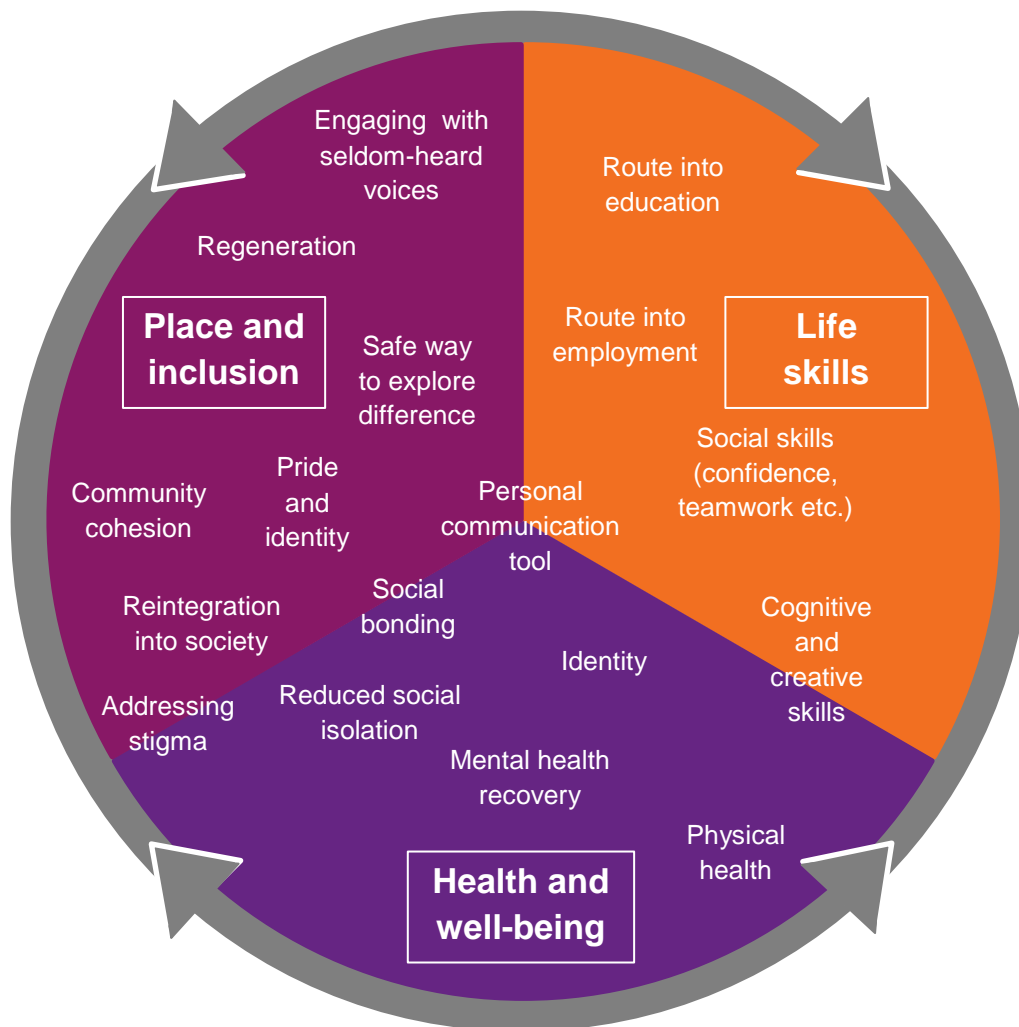 Engaging with
seldom-heard
voices
Regeneration
Place and
inclusion
Safe way
to explore
difference
Pride
and
identity
Community
cohesion
Reintegration
into society
Addressing
stigma
Route into
education
Route into
employment
Life
skills
Social skills
(confidence,
teamwork etc.)
Personal
communication
tool
Cognitive
and
creative
skills
Social
bonding
Identity
Reduced social
isolation
Mental health
recovery
Physical
health
Health and
well-being